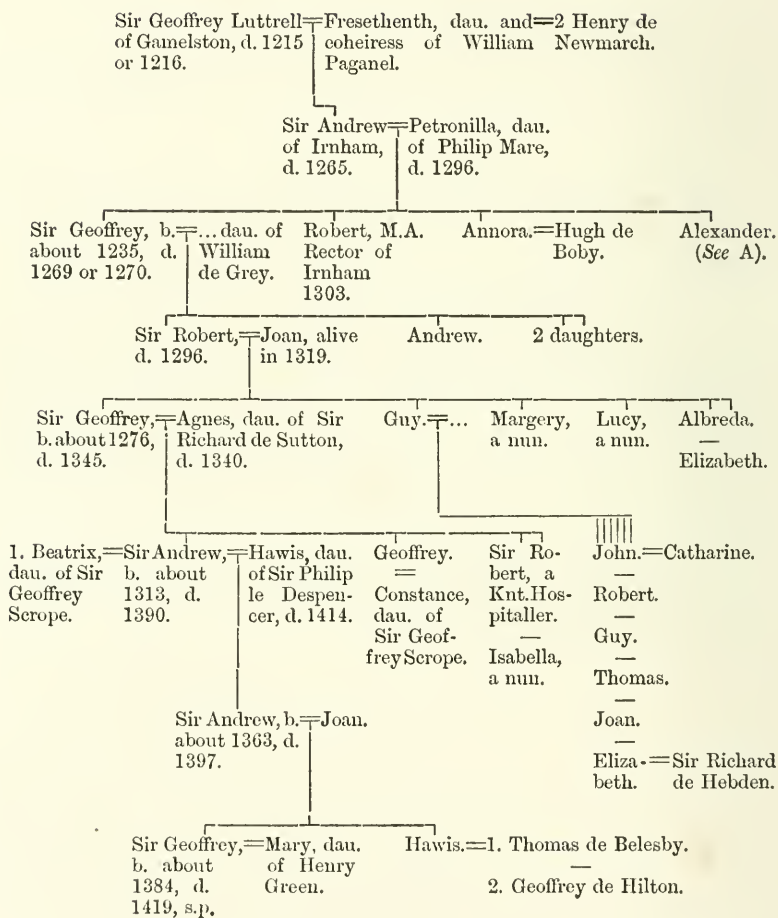 Sir Geoffrey Luttrell=Fresethenth, dau. and=2 Henry de
of Gamelston, d. 1215 coheiress of William Newmarch.
or 1216. Paganel.
Sir Andrew=Petronilla, dau.
of Irnham, of Philip Mare,
d. 1265. d. 1296.
Sir Geoffrey, b.=... dau. of Robert, M.A. Annora.=Hugh de Alexander.
about 1235, d. William Rector of Boby. (See A).
1269 or 1270. de Grey. Irnham
1303.
Sir Robert,=Joan, alive Andrew. 2 daughters.
d. 1296. in 1319.
Sir Geoffrey,=Agnes, dau. of Sir Guy.=... Margery, Lucy, Albreda.
b. about 1276, Richard de Sutton, a nun. a nun. —
d. 1345. d. 1340. Elizabeth.
1. Beatrix,=Sir Andrew,=Hawis, dau. Geoffrey. Sir Ro- John.=Catharine.
dau. of Sir b. about of Sir Philip = bert, a —
Geoffrey 1313, d. le Despen- Constance, Knt. Hos- Robert.
Scrope. 1390. cer, d. 1414. dau. of pitaller. —
Sir Geof- — Guy.
frey Scrope. Isabella, —
a nun. Thomas.
—
Sir Andrew, b.=Joan. Joan.
about 1363, d. —
1397. Eliza-=Sir Richard
beth. de Hebden.
Sir Geoffrey,=Mary, dau. Hawis.=1. Thomas de Belesby.
b. about of Henry —
1384, d. Green. 2. Geoffrey de Hilton.
1419, s.p.